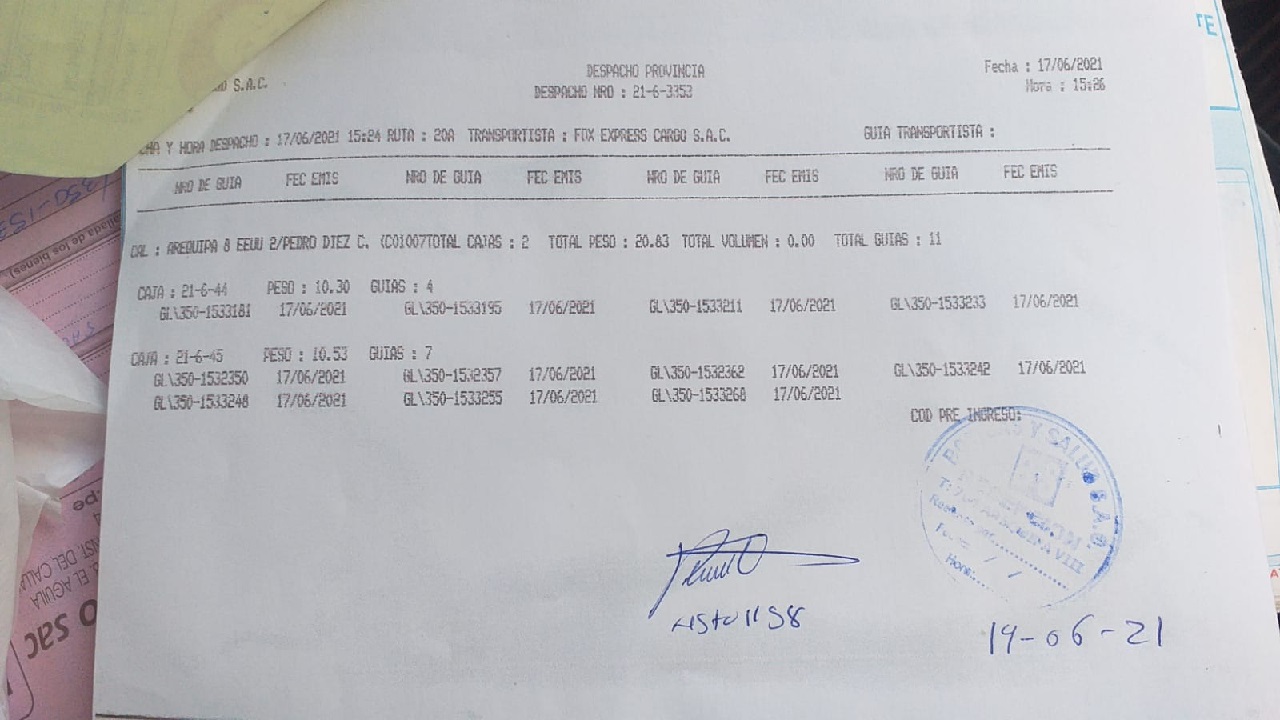 S.A.C.
DESPACHO PROVINCIA
Fecha : 17/06/2021
DESPACHO NRO : 21-6-3353
Hora : 15:26
Y HORA DESPACHO : 17/06/2021 15:24 RUTA : 20A TRANSPORTISTA : FDX EXPRESS CARGO S.A.C. GUIA TRANSPORTISTA :
NRO DE GUIA FEC EMIS NRO DE GUIA FEC EMIS NRO DE GUIA FEC EMIS NRO DE GUIA FEC EMIS
CAL : AREQUIPA 8 EEUU 2/PEDRO DIEZ C. (C01007TOTAL CAJAS : 2 TOTAL PESO : 20.83 TOTAL VOLUMEN : 0.00 TOTAL GUIAS : 11
CAJA : 21-6-44 PESO : 10.30 GUIAS : 4
GL\350-1533181 17/06/2021 GL\350-1533195 17/06/2021 GL\350-1533211 17/06/2021 GL\350-1533233 17/06/2021
CAJA : 21-6-45 PESO : 10.53 GUIAS : 7
GL\350-1532350 17/06/2021 GL\350-1532357 17/06/2021 GL\350-1532362 17/06/2021 GL\350-1533242 17/06/2021
GL\350-1533248 17/06/2021 GL\350-1533255 17/06/2021 GL\350-1533268 17/06/2021
COD PRE INGRESO:
Y SALUD S.A.C.
VIII
Hora:
19-06-21
sac
EL AGUILA